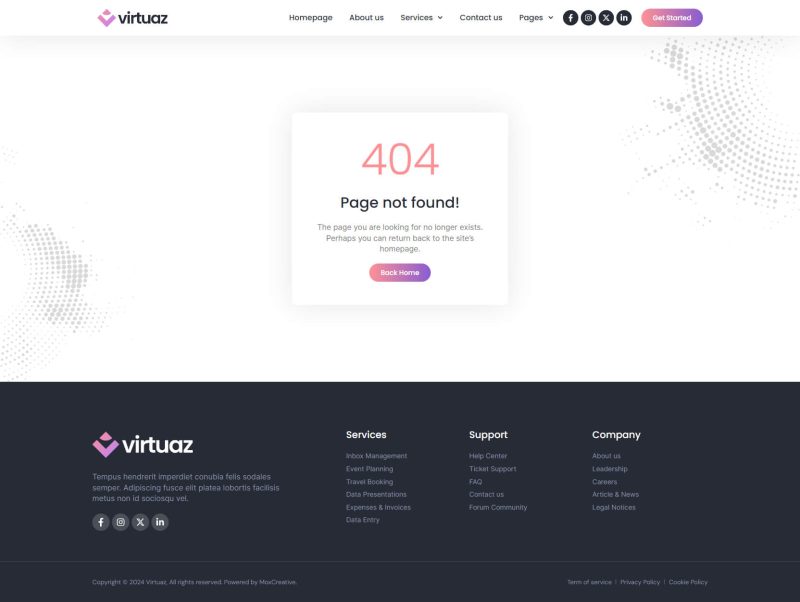 virtuaz
Homepage About us Services Contact us Pages Get Started
404
Page not found!
The page you are looking for no longer exists.
Perhaps you can return back to the site's
homepage.
Back Home
virtuaz
Tempus hendrerit imperdiet conubia felis sodales
semper. Adipiscing fusce elit platea lobortis facilisis
metus non id sociosqu vel.
Services
Inbox Management
Event Planning
Travel Booking
Data Presentations
Expenses & Invoices
Data Entry
Support
Help Center
Ticket Support
FAQ
Contact us
Forum Community
Company
About us
Leadership
Careers
Article & News
Legal Notices
Copyright © 2024 Virtuaz, All rights reserved. Powered by MoxCreative.
Term of service | Privacy Policy | Cookie Policy